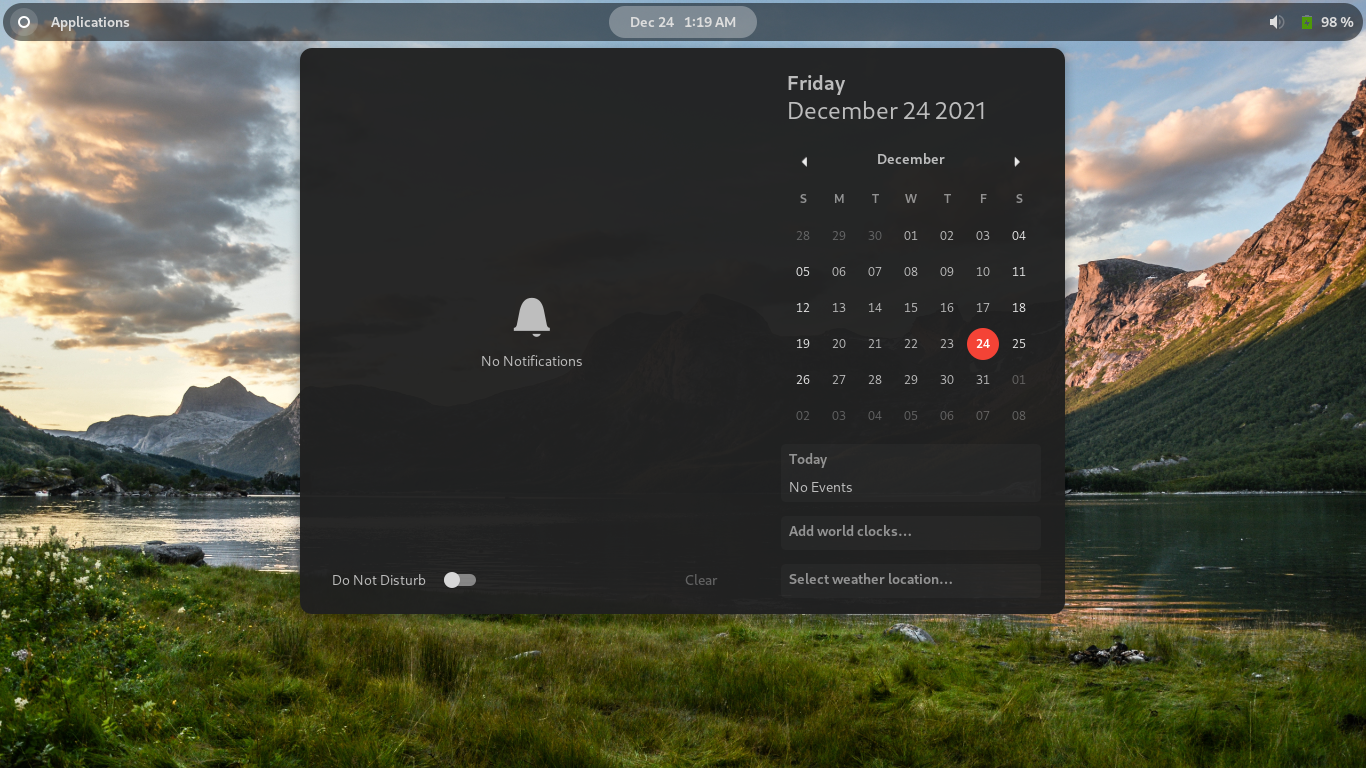 Applications
Dec 24 1:19 AM
98 %
Friday
December 24 2021
December
S M T W T F S
28 29 30 01 02 03 04
05 06 07 08 09 10 11
12 13 14 15 16 17 18
19 20 21 22 23 24 25
26 27 28 29 30 31 01
02 03 04 05 06 07 08
No Notifications
Today
No Events
Add world clocks...
Select weather location...
Do Not Disturb
Clear